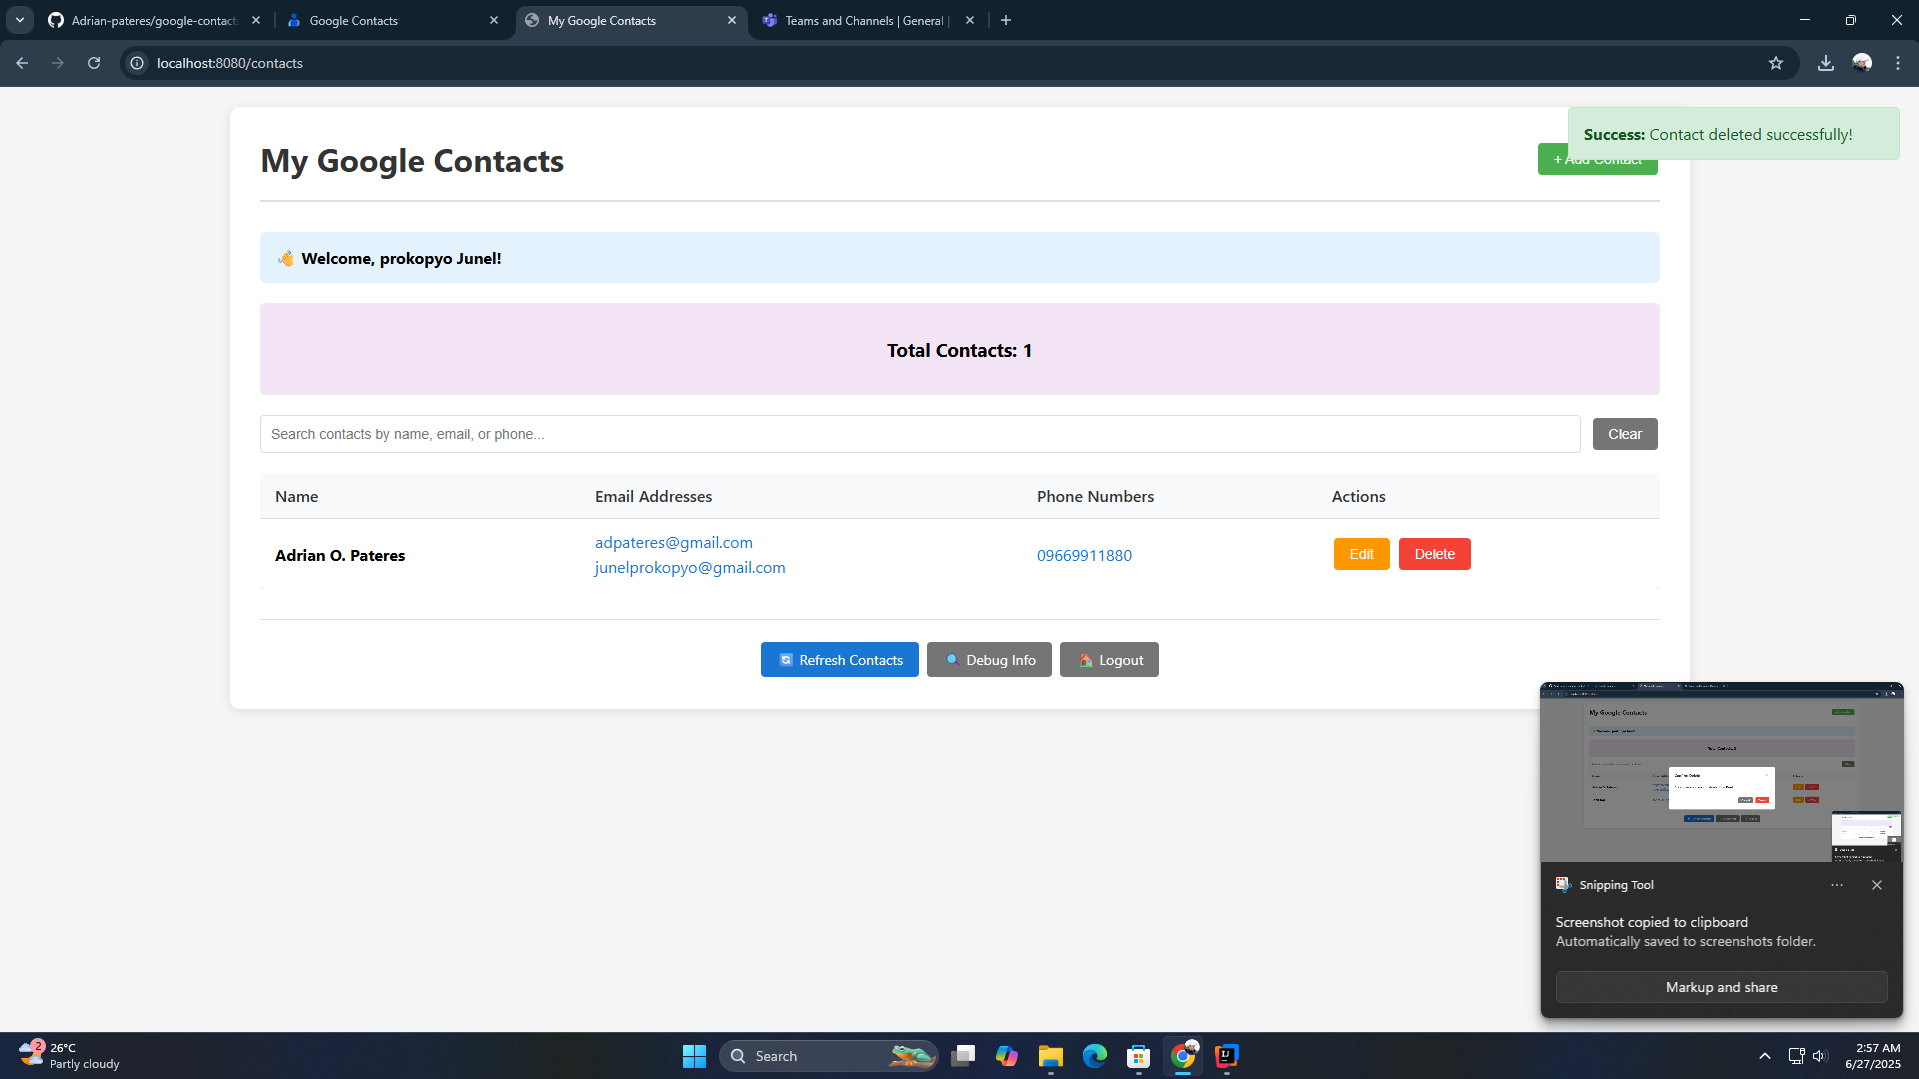 Adrian-pateres/google-contact
Google Contacts
My Google Contacts
Teams and Channels | General |
localhost:8080/contacts
Success: Contact deleted successfully!
My Google Contacts
+ Add Contact
Welcome, prokopyo Junel!
Total Contacts: 1
Search contacts by name, email, or phone...
Clear
Name Email Addresses Phone Numbers Actions
adpateres@gmail.com
Adrian O. Pateres 09669911880 Edit Delete
junelprokopyo@gmail.com
Refresh Contacts Debug Info Logout
My Google Contacts
Snipping Tool
Screenshot copied to clipboard
Automatically saved to screenshots folder.
Markup and share
2
26°C
Partly cloudy
Search
2:57 AM
6/27/2025